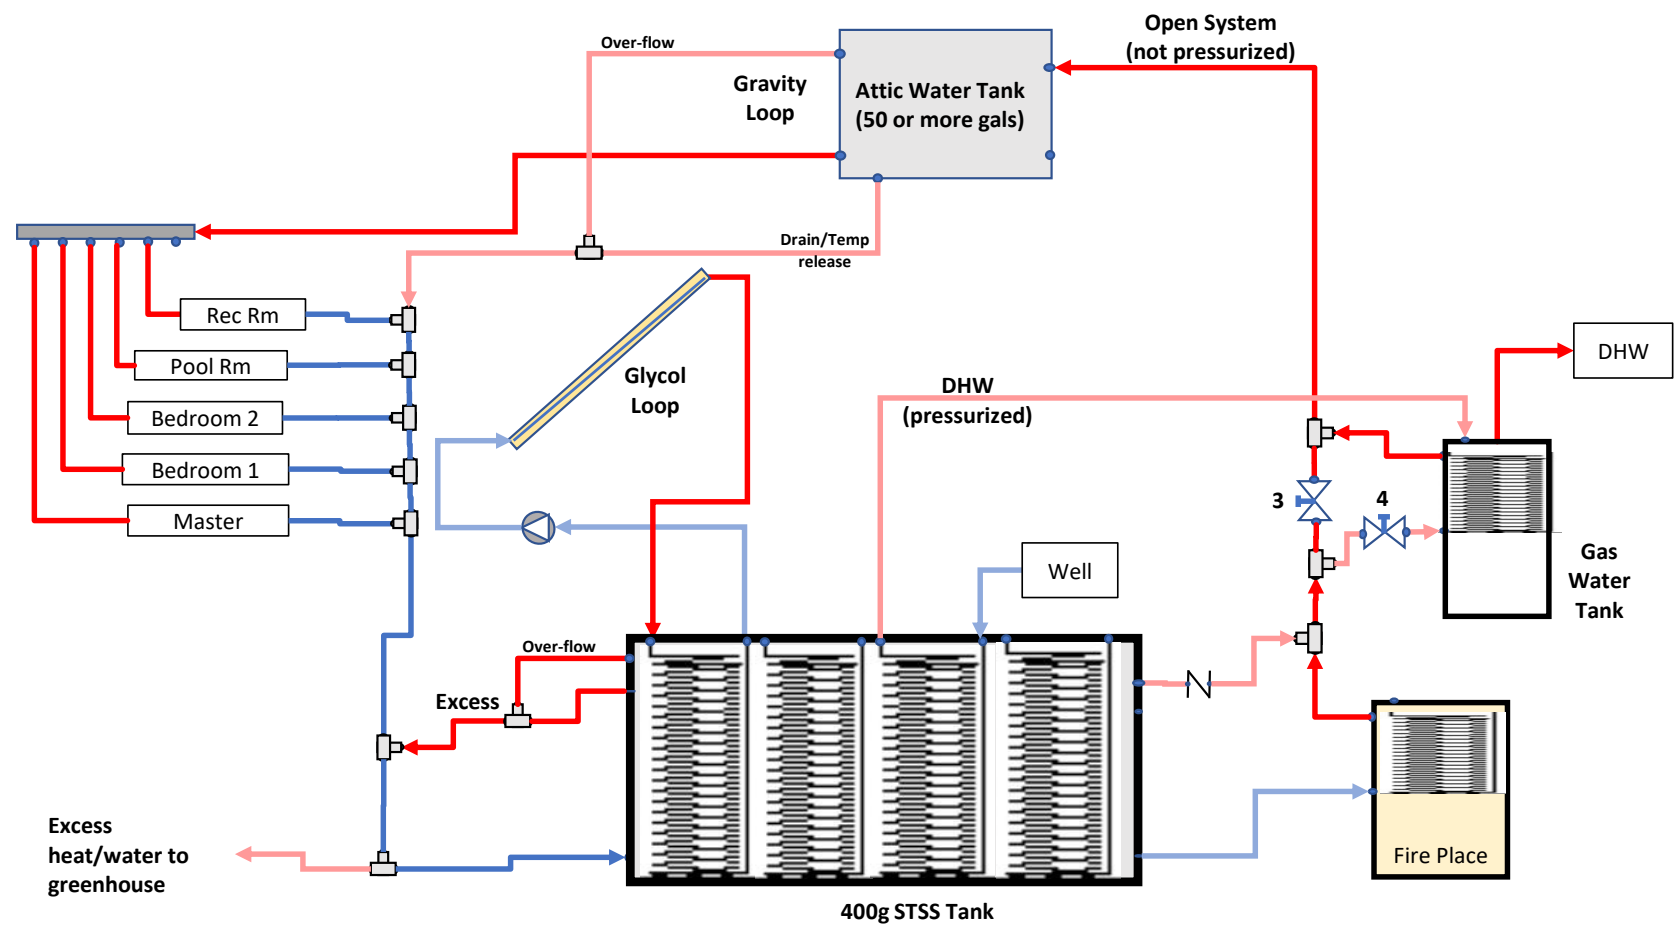 Open System
(not pressurized)
Over-flow
Gravity
Loop
Attic Water Tank
(50 or more gals)
Drain/Temp
release
Rec Rm
Pool Rm
Bedroom 2
Bedroom 1
Master
Glycol
Loop
DHW
(pressurized)
DHW
3
4
Gas
Water
Tank
Well
Over-flow
Excess
Excess
heat/water to
greenhouse
Fire Place
400g STSS Tank